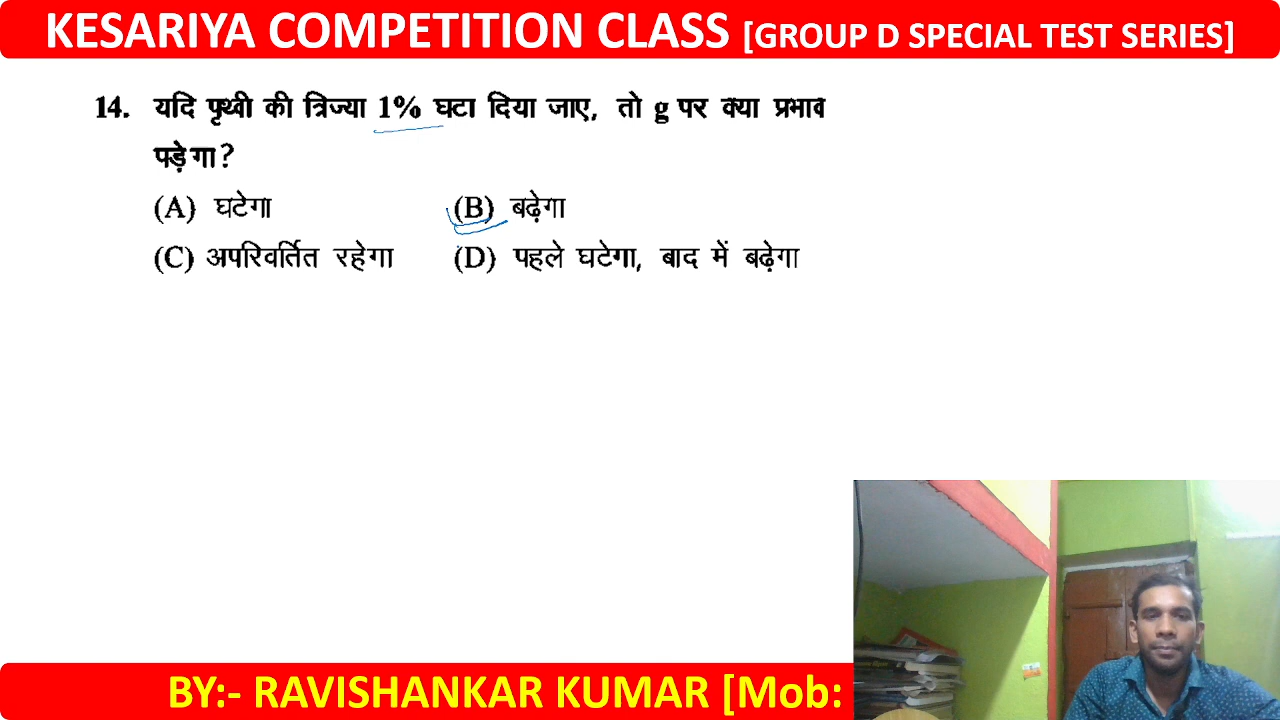 KESARIYA COMPETITION CLASS [GROUP D SPECIAL TEST SERIES]
14. यदि पृथ्वी की त्रिज्या 1% घटा दिया जाए, तो g पर क्या प्रभाव
पड़ेगा?
(A) घटेगा (B) बढ़ेगा
(C) अपरिवर्तित रहेगा (D) पहले घटेगा, बाद में बढ़ेगा
BY:- RAVISHANKAR KUMAR [Mob: